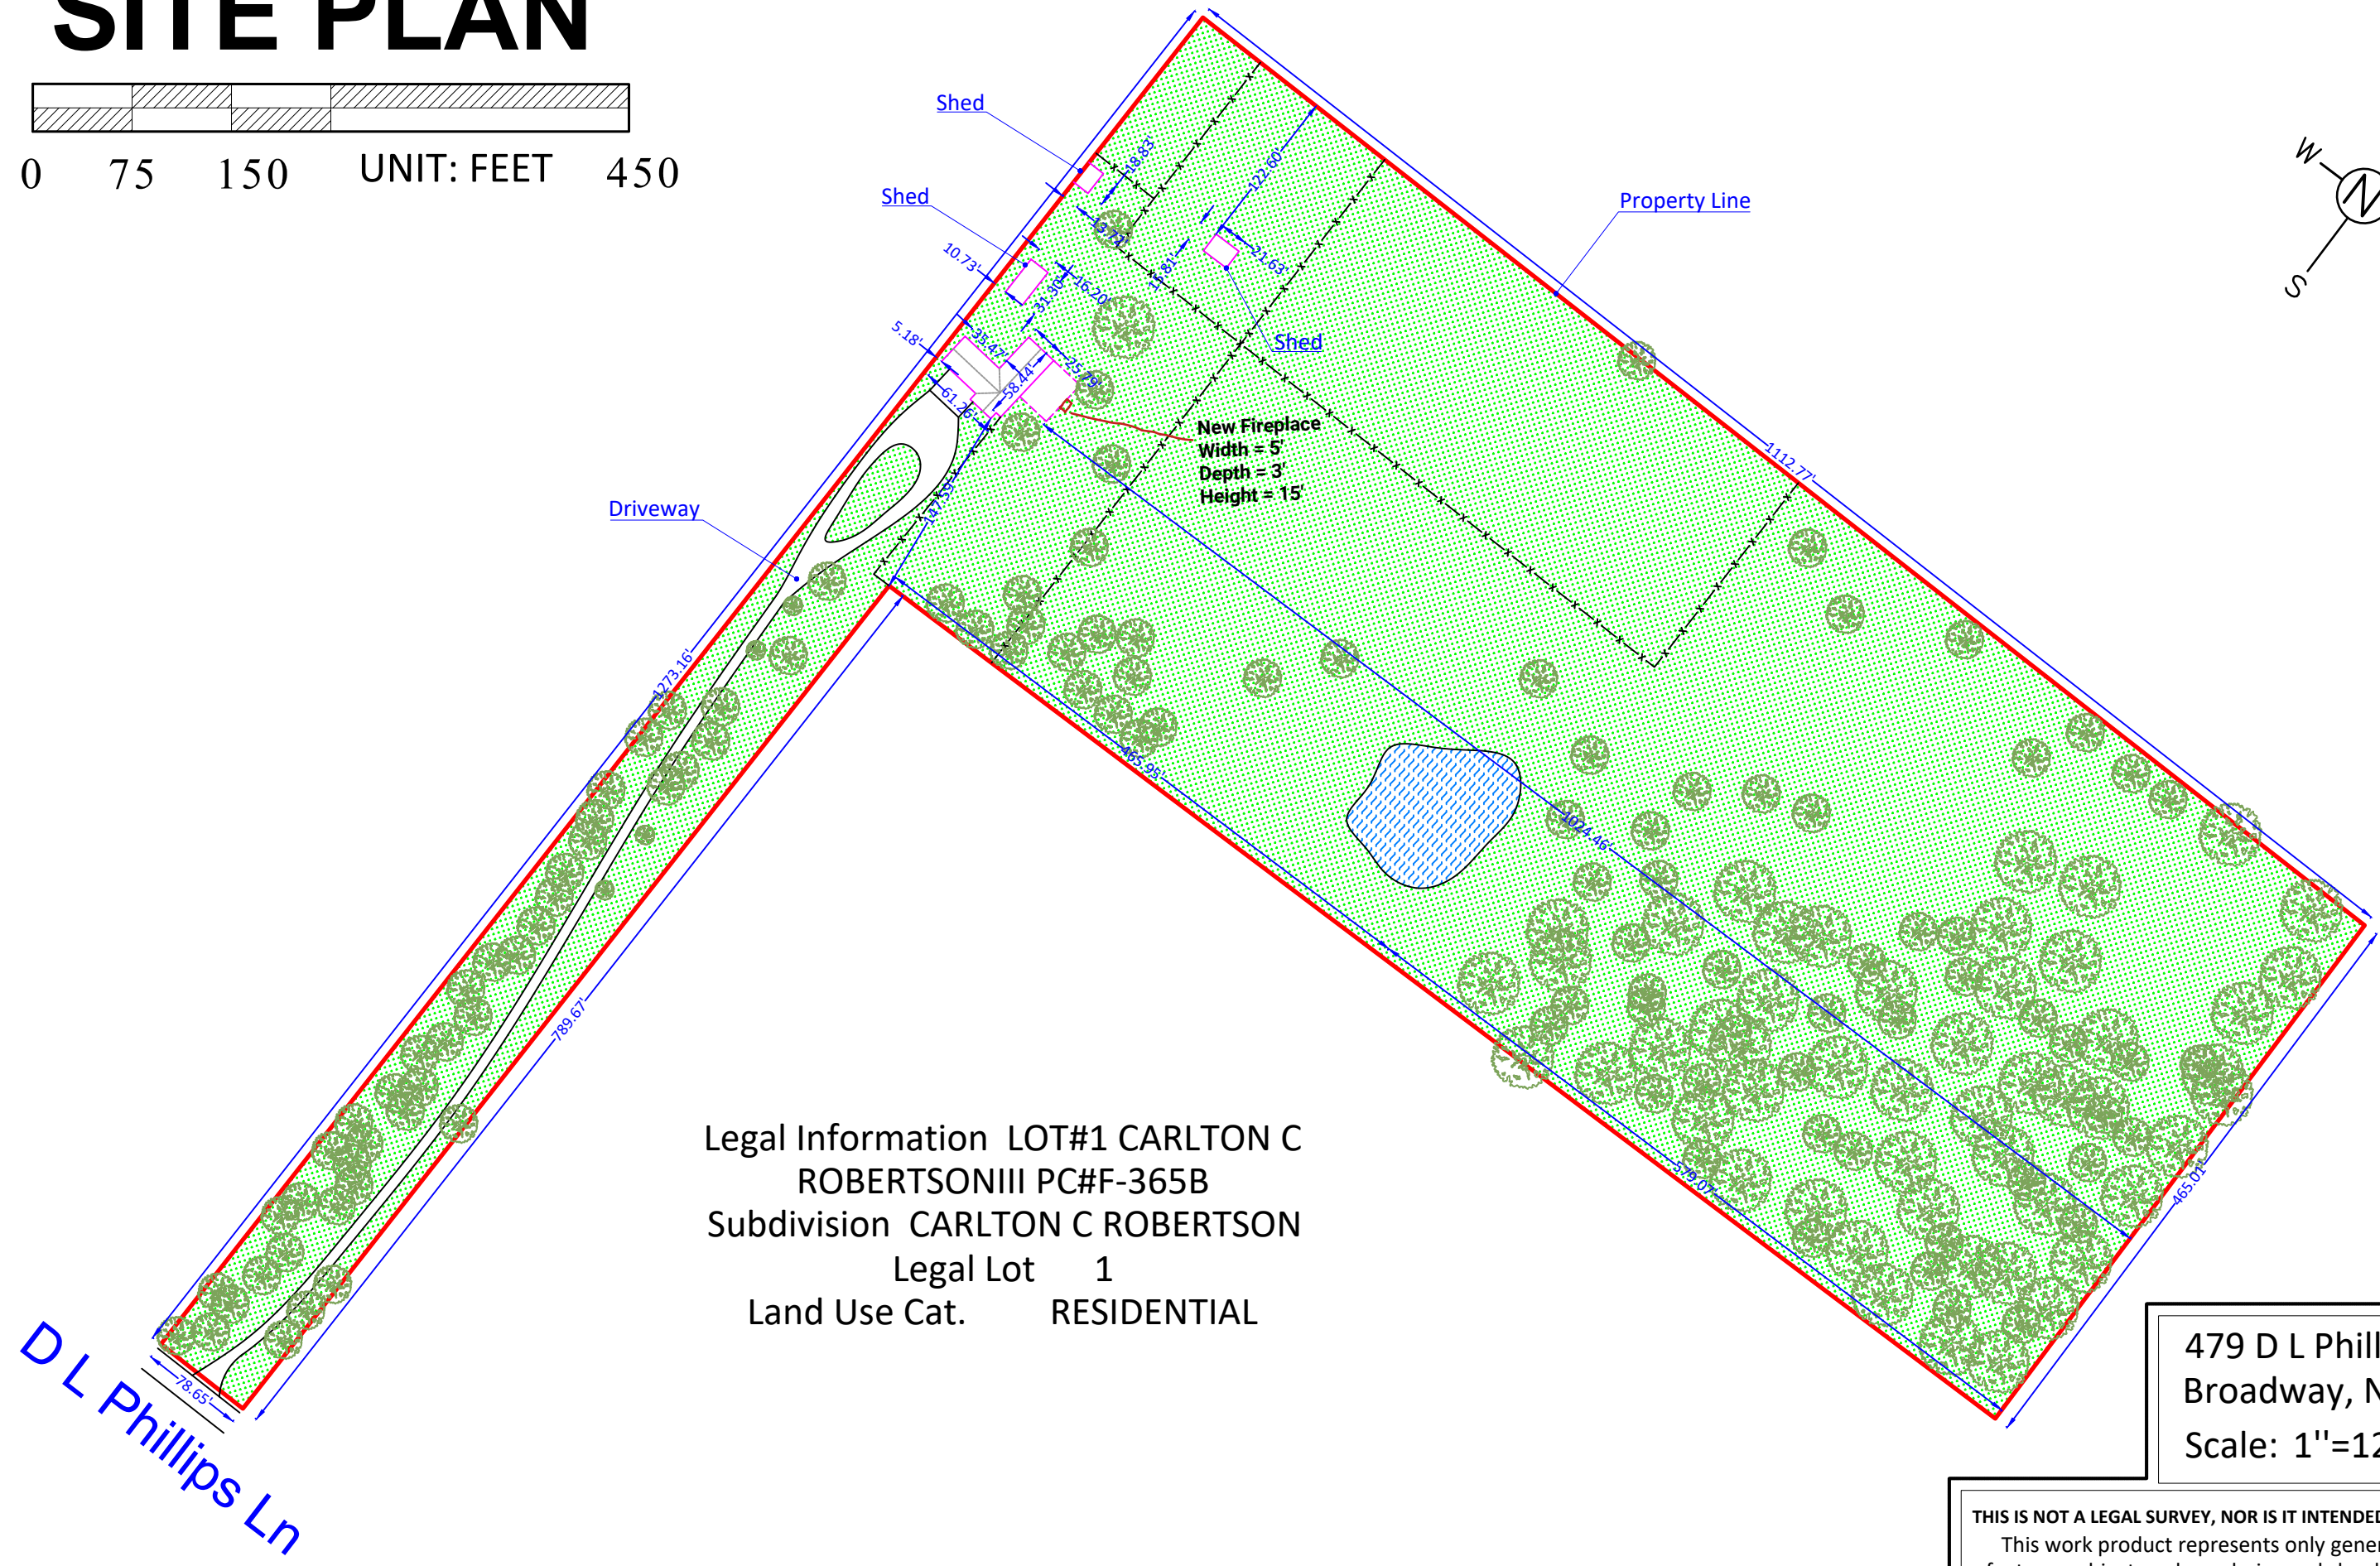 SITE PLAN
0 75 150 UNIT: FEET 450
Shed
Shed
Shed
Property Line
Driveway
W
N
S
18.83'
122.60'
13.74'
15.81'
21.63'
10.73'
16.20'
31.30'
5.18'
35.47'
25.79'
58.44'
61.26'
147.59'
New Fireplace
Width = 5'
Depth = 3'
Height = 15'
1112.77'
1273.16'
465.95'
1024.46'
789.67'
579.07'
465.01'
78.65'
Legal Information LOT#1 CARLTON C
ROBERTSONIII PC#F-365B
Subdivision CARLTON C ROBERTSON
Legal Lot 1
Land Use Cat. RESIDENTIAL
D L Phillips Ln
479 D L Phill
Broadway, N
Scale: 1"=12
THIS IS NOT A LEGAL SURVEY, NOR IS IT INTENDED
This work product represents only gener